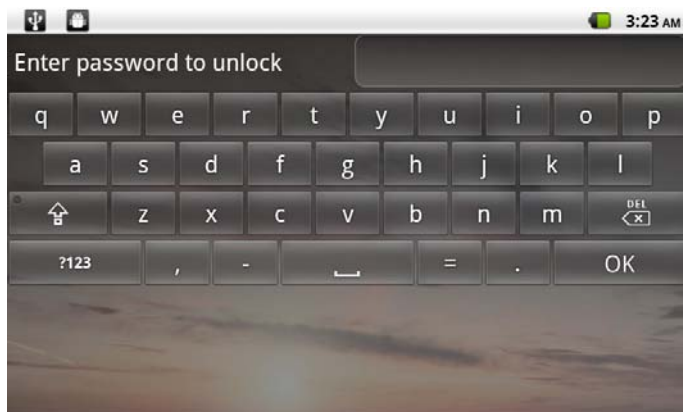 3:23 AM
Enter password to unlock
q w e r t y u i o p
a s d f g h j k l
z x c v b n m DEL
?123 , - = . OK